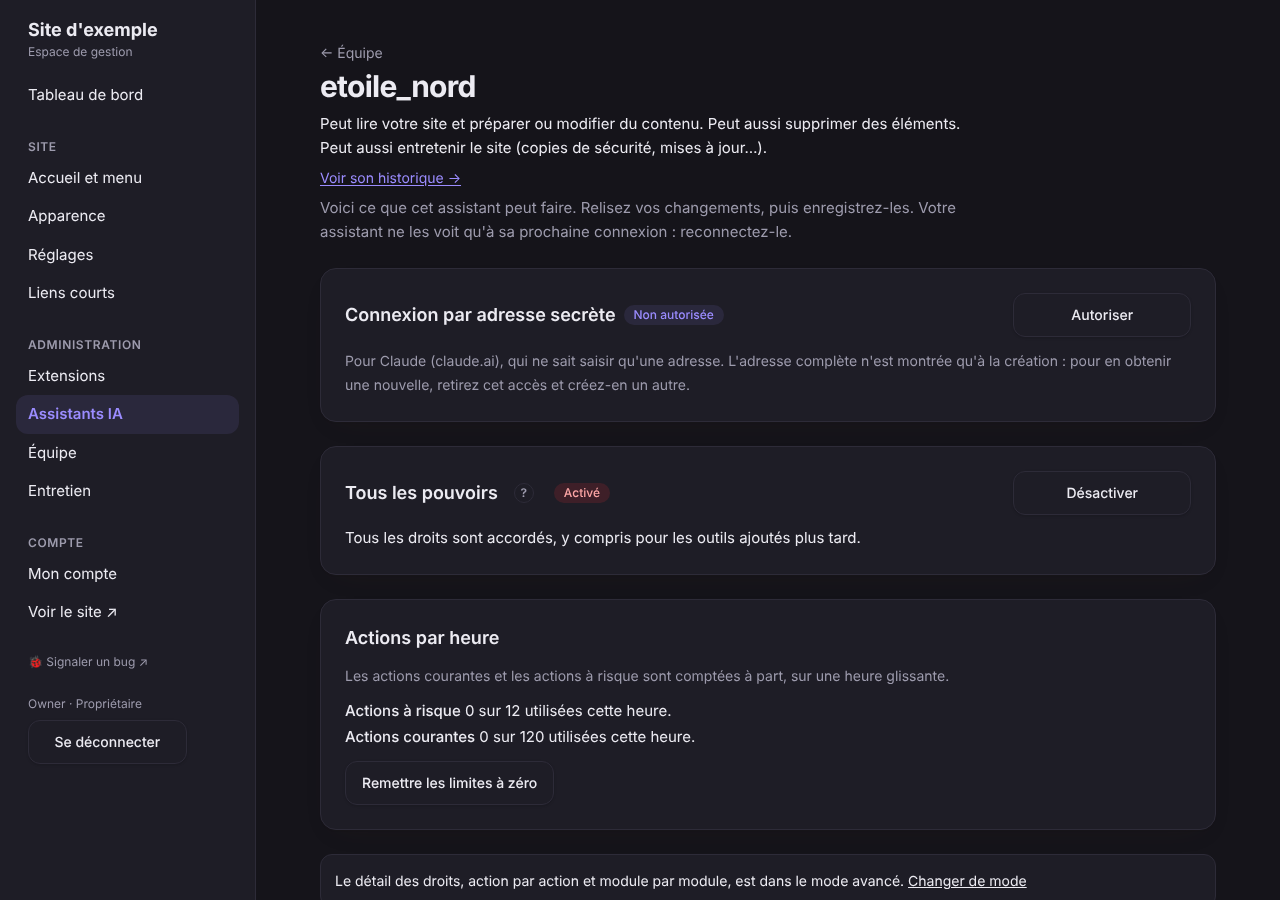 Site d'exemple
Espace de gestion
Tableau de bord
SITE
Accueil et menu
Apparence
Réglages
Liens courts
ADMINISTRATION
Extensions
Assistants IA
Équipe
Entretien
COMPTE
Mon compte
Voir le site ↗
🐞 Signaler un bug ↗
Owner · Propriétaire
Se déconnecter
← Équipe
etoile_nord
Peut lire votre site et préparer ou modifier du contenu. Peut aussi supprimer des éléments.
Peut aussi entretenir le site (copies de sécurité, mises à jour…).
Voir son historique →
Voici ce que cet assistant peut faire. Relisez vos changements, puis enregistrez-les. Votre
assistant ne les voit qu'à sa prochaine connexion : reconnectez-le.
Connexion par adresse secrète Non autorisée
Autoriser
Pour Claude (claude.ai), qui ne sait saisir qu'une adresse. L'adresse complète n'est montrée qu'à la création : pour en obtenir
une nouvelle, retirez cet accès et créez-en un autre.
Tous les pouvoirs ? Activé
Désactiver
Tous les droits sont accordés, y compris pour les outils ajoutés plus tard.
Actions par heure
Les actions courantes et les actions à risque sont comptées à part, sur une heure glissante.
Actions à risque 0 sur 12 utilisées cette heure.
Actions courantes 0 sur 120 utilisées cette heure.
Remettre les limites à zéro
Le détail des droits, action par action et module par module, est dans le mode avancé. Changer de mode